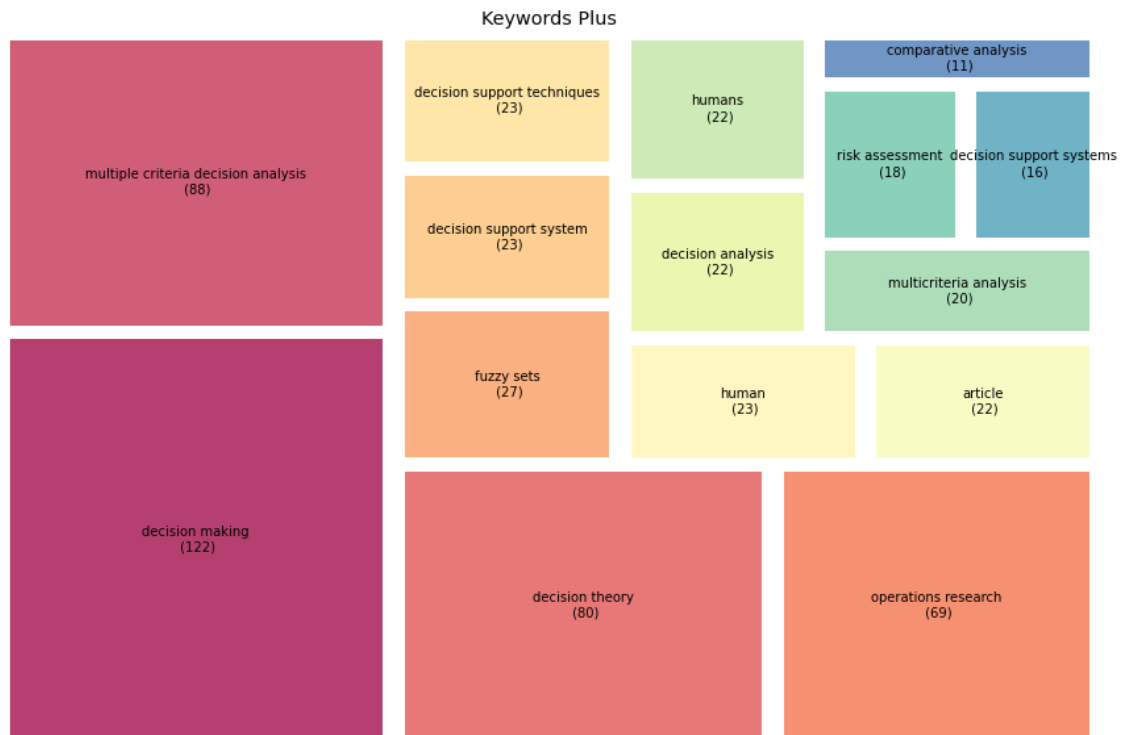 Keywords Plus
multiple criteria decision analysis
(88)
decision making
(122)
decision support techniques
(23)
decision support system
(23)
fuzzy sets
(27)
humans
(22)
decision analysis
(22)
comparative analysis
(11)
risk assessment
(18)
decision support systems
(16)
multicriteria analysis
(20)
human
(23)
article
(22)
decision theory
(80)
operations research
(69)